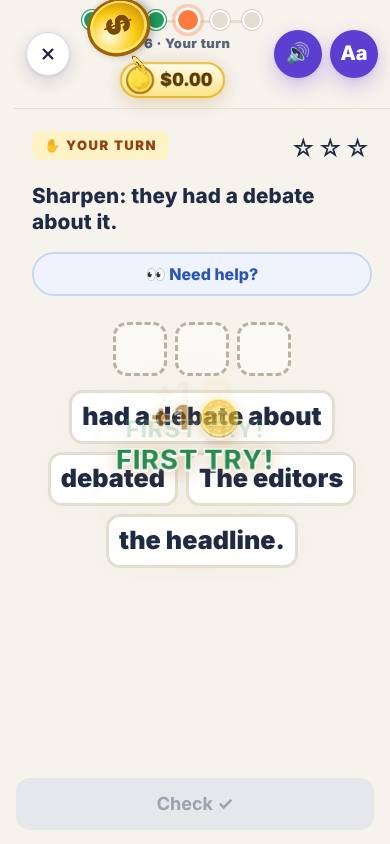 6 · Your turn
$0.00
Aa
YOUR TURN
Sharpen: they had a debate
about it.
Need help?
had a debate about
FIRST TRY!
FIRST TRY!
debated
The editors
the headline.
Check ✓